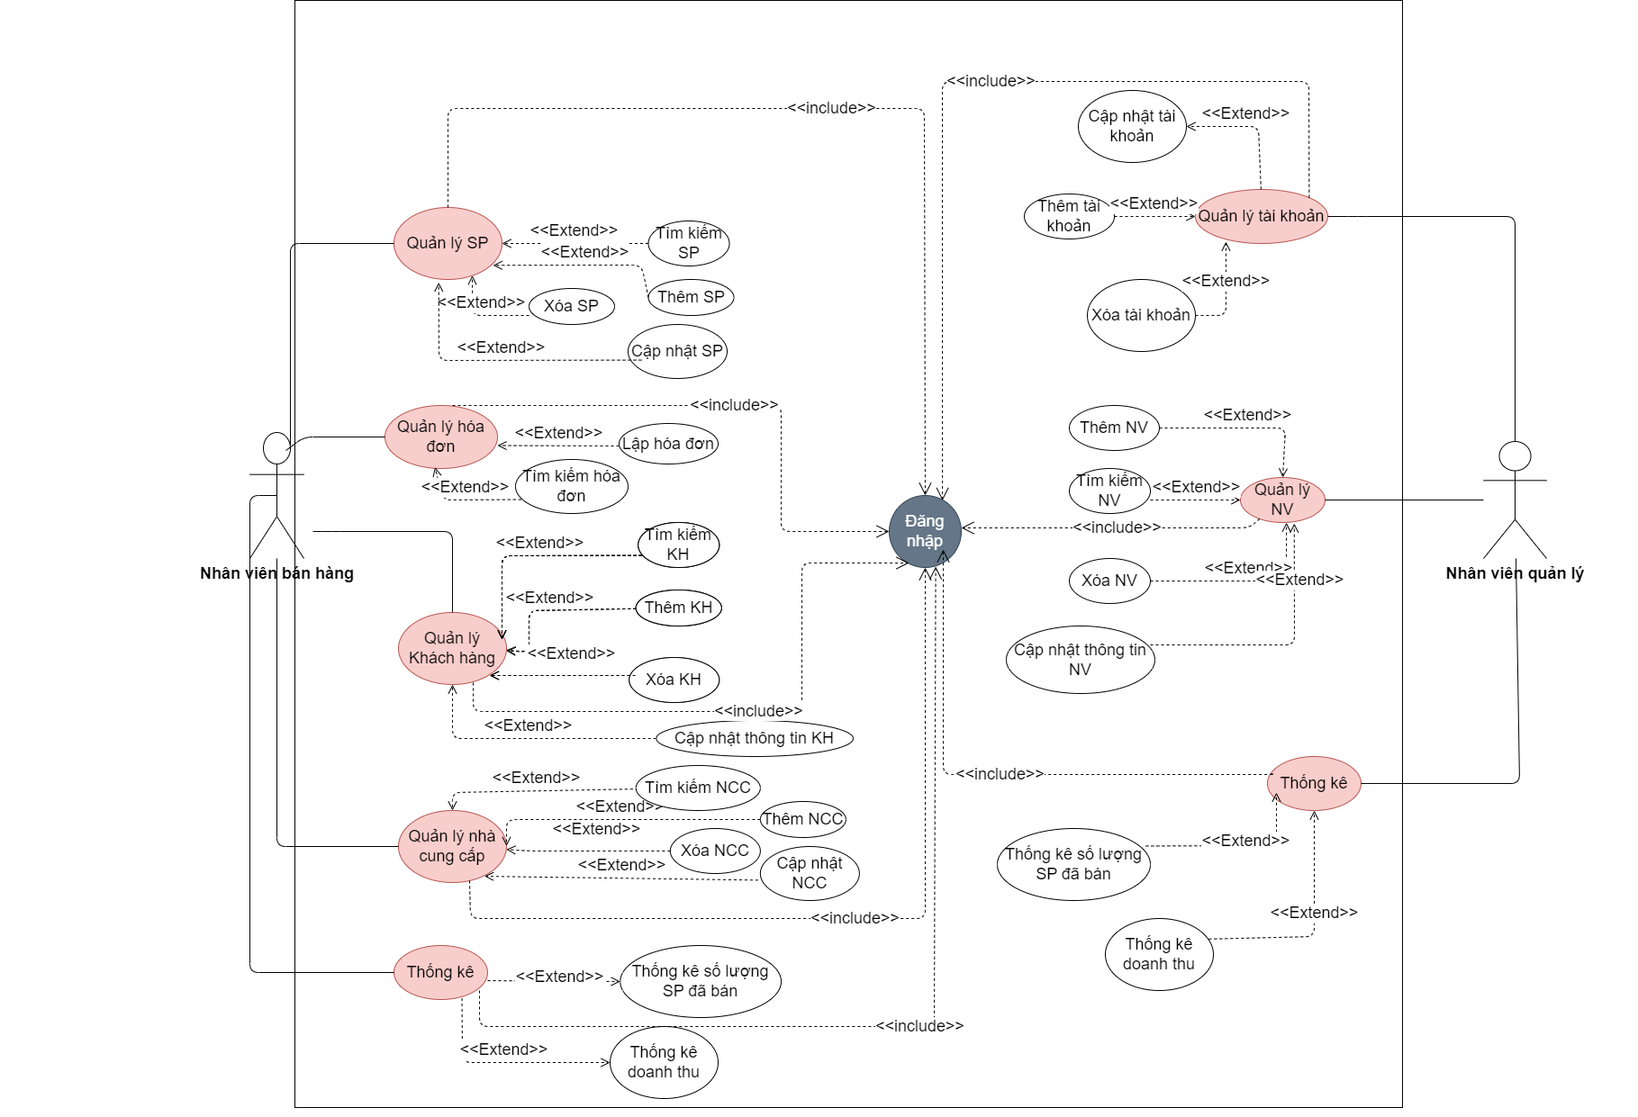 <<include>>
Cập nhật tài
khoản
<<Extend>>
<<include>>
Thêm tài
khoản
<<Extend>>
Quản lý tài khoản
Quản lý SP
<<Extend>>
Tìm kiếm
SP
<<Extend>>
<<Extend>>
Thêm SP
<<Extend>>
Xóa SP
Xóa tài khoản
<<Extend>>
Cập nhật SP
<<include>>
Quản lý hóa
đơn
<<Extend>>
Lập hóa đơn
<<Extend>>
Tìm kiếm hóa
đơn
Thêm NV
<<Extend>>
Tìm kiếm
NV
<<Extend>>
Quản lý
NV
Đăng
nhập
<<include>>
<<Extend>>
Tìm kiếm
KH
Nhân viên bán hàng
Xóa NV
<<Extend>>
<<Extend>>
Nhân viên quản lý
<<Extend>>
Thêm KH
Quản lý
Khách hàng
<<Extend>>
Xóa KH
Cập nhật thông tin
NV
<<include>>
<<Extend>>
Cập nhật thông tin KH
<<Extend>>
Tìm kiếm NCC
<<include>>
Thống kê
<<Extend>>
Thêm NCC
<<Extend>>
Quản lý nhà
cung cấp
Xóa NCC
<<Extend>>
Cập nhật
NCC
Thống kê số lượng
SP đã bán
<<Extend>>
<<include>>
<<Extend>>
Thống kê
doanh thu
Thống kê
<<Extend>>
Thống kê số lượng
SP đã bán
<<include>>
<<Extend>>
Thống kê
doanh thu